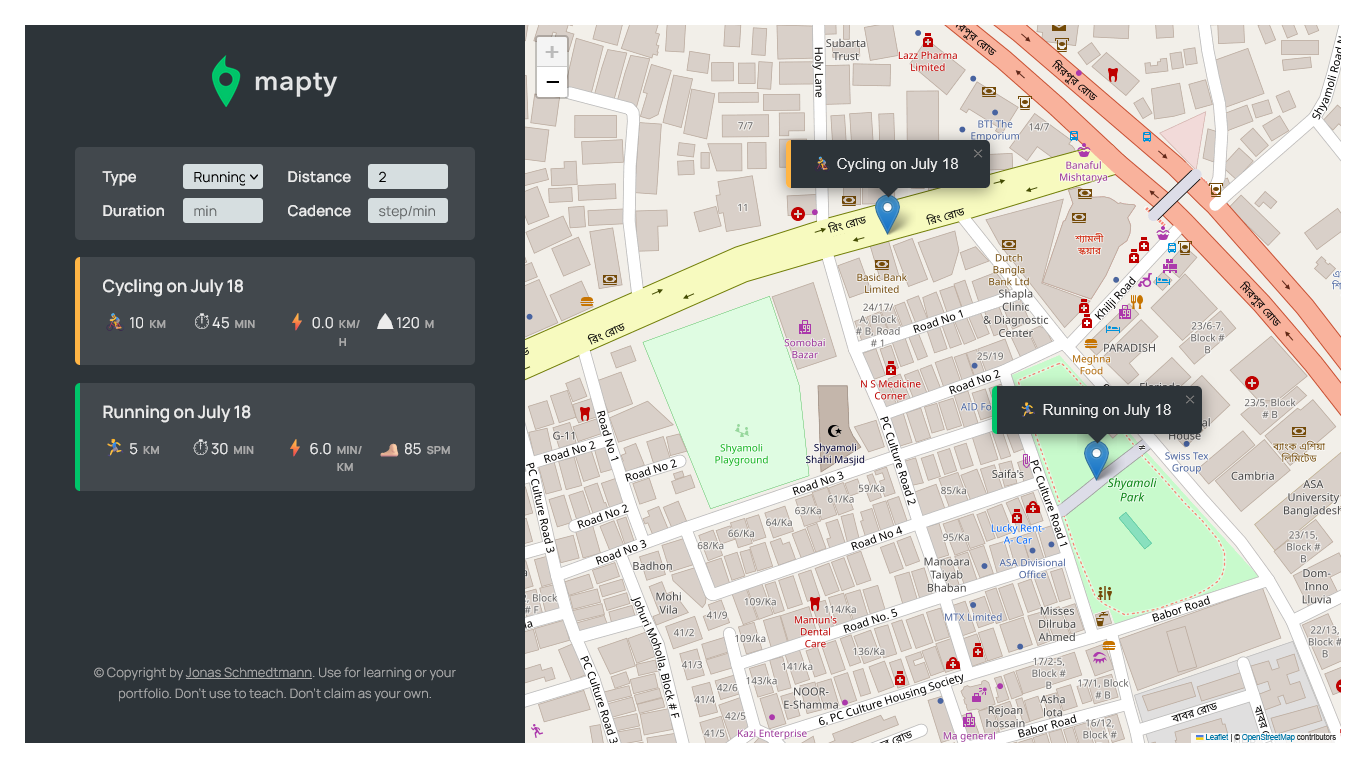 mapty
Type
Running
Distance
2
Duration
min
Cadence
step/min
Cycling on July 18
10 KM
45 MIN
0.0 KM/
H
120 M
Running on July 18
5 KM
30 MIN
6.0 MIN/
KM
85 SPM
© Copyright by Jonas Schmedtmann. Use for learning or your
portfolio. Don't use to teach. Don't claim as your own.
+
−
Subarta
Trust
Holy Lane
Lazz Pharma
Limited
মিরপুর রোড
মিরপুর রোড
Shyamoli Road N
7/7
BTI The
Emporium
14/7
Cycling on July 18
×
Banaful
Mishtanya
11
রিং রোড
রিং রোড
শ্যামলী
স্কয়ার
Basic Bank
Limited
Dutch
Bangla
Bank Ltd
Shapla
Clinic
& Diagnostic
Center
Khilji Road
মিরপুর রোড
24/17/
A, Block
# B, Road
# 1
Road No 1
রিং রোড
Somobai
Bazar
PARADISH
23/6-7,
Block #
B
Meghna
Food
25/19
N S Medicine
Corner
Road No 2
Running on July 18
×
23/5, Block
# B
House
G-11
Road No 1
Road No 2
Shyamoli
Playground
Shyamoli
Shahi Masjid
PC Culture Road 2
Swiss Tex
Group
ব্যাংক এশিয়া
লিমিটেড
Road No 2
Saifa's
Cambria
Shyamoli
Park
ASA
University
Bangladesh
PC Culture Road 3
Road No 3
59/Ka
61/Ka
63/Ka
64/Ka
66/Ka
68/Ka
85/ka
PC Culture Road 1
Road No 2
Road No 3
Road No 4
Lucky Rent-
A- Car
95/Ka
23/15,
Block #
B
Badhon
Manoara
Taiyab
Bhaban
ASA Divisional
Office
Dom-
Inno
Lluvia
Mohi
Vila
41/9
109/Ka
114/Ka
Mamun's
Dental
Care
Road No. 5
MTX Limited
Misses
Dilruba
Ahmed
Babor Road
Johuri Moholla, Block # F
41/2
109/ka
136/Ka
22/13,
Block #
B
41/3
141/ka
143/ka
42/6
42/5
41/5
PC Culture Road 3
NOOR-
E-Shamma
6, PC Culture Housing Society
17/2-5,
Block #
B
17/1, Block
# B
Rejoan
hossain
Asha
lota
Babor Road
16/12,
Block #
বাবর রোড
Kazi Enterprise
Ma general
Leaflet | © OpenStreetMap contributors